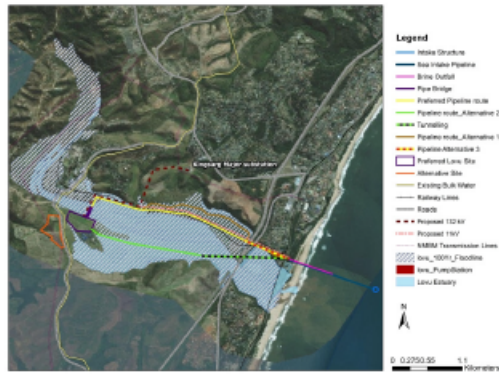 Kingsburg Major substation
Legend
Intake Structure
Sea Intake Pipeline
Brine Outfall
Pipe Bridge
Preferred Pipeline route
Pipeline route_Alternative 2
Tunnelling
Pipeline route_Alternative 1
Pipeline Alternative 3
Preferred Lovu Site
Alternative Site
Existing Bulk Water
Railway Lines
Roads
Proposed 132 kV
Proposed 11kV
Transmission Lines
lovu_100Yr_Floodline
lovu_PumpStation
Lovu Estuary
N
0 0.275 0.55 1.1
Kilometers